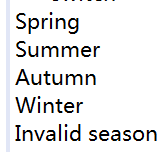 Spring
Summer
Autumn
Winter
Invalid season